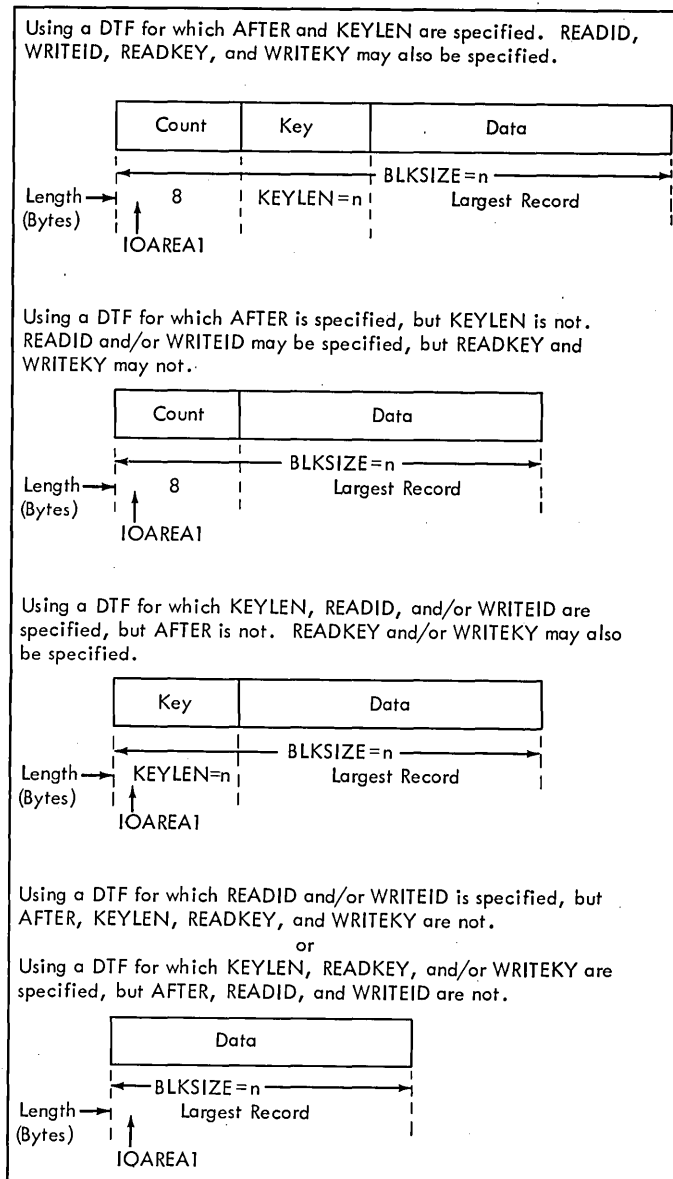 Using a DTF for which AFTER and KEYLEN are specified. READID,
WRITEID, READKEY, and WRITEKY may also be specified.
Count Key Data
BLKSIZE=n
Length (Bytes) 8 KEYLEN=n Largest Record
IOAREA1
Using a DTF for which AFTER is specified, but KEYLEN is not.
READID and/or WRITEID may be specified, but READKEY and
WRITEKY may not.
Count Data
BLKSIZE=n
Length (Bytes) 8 Largest Record
IOAREA1
Using a DTF for which KEYLEN, READID, and/or WRITEID are
specified, but AFTER is not. READKEY and/or WRITEKY may also
be specified.
Key Data
BLKSIZE=n
Length (Bytes) KEYLEN=n Largest Record
IOAREA1
Using a DTF for which READID and/or WRITEID is specified, but
AFTER, KEYLEN, READKEY, and WRITEKY are not.
or
Using a DTF for which KEYLEN, READKEY, and/or WRITEKY are
specified, but AFTER, READID, and WRITEID are not.
Data
BLKSIZE=n
Length (Bytes) Largest Record
IOAREA1